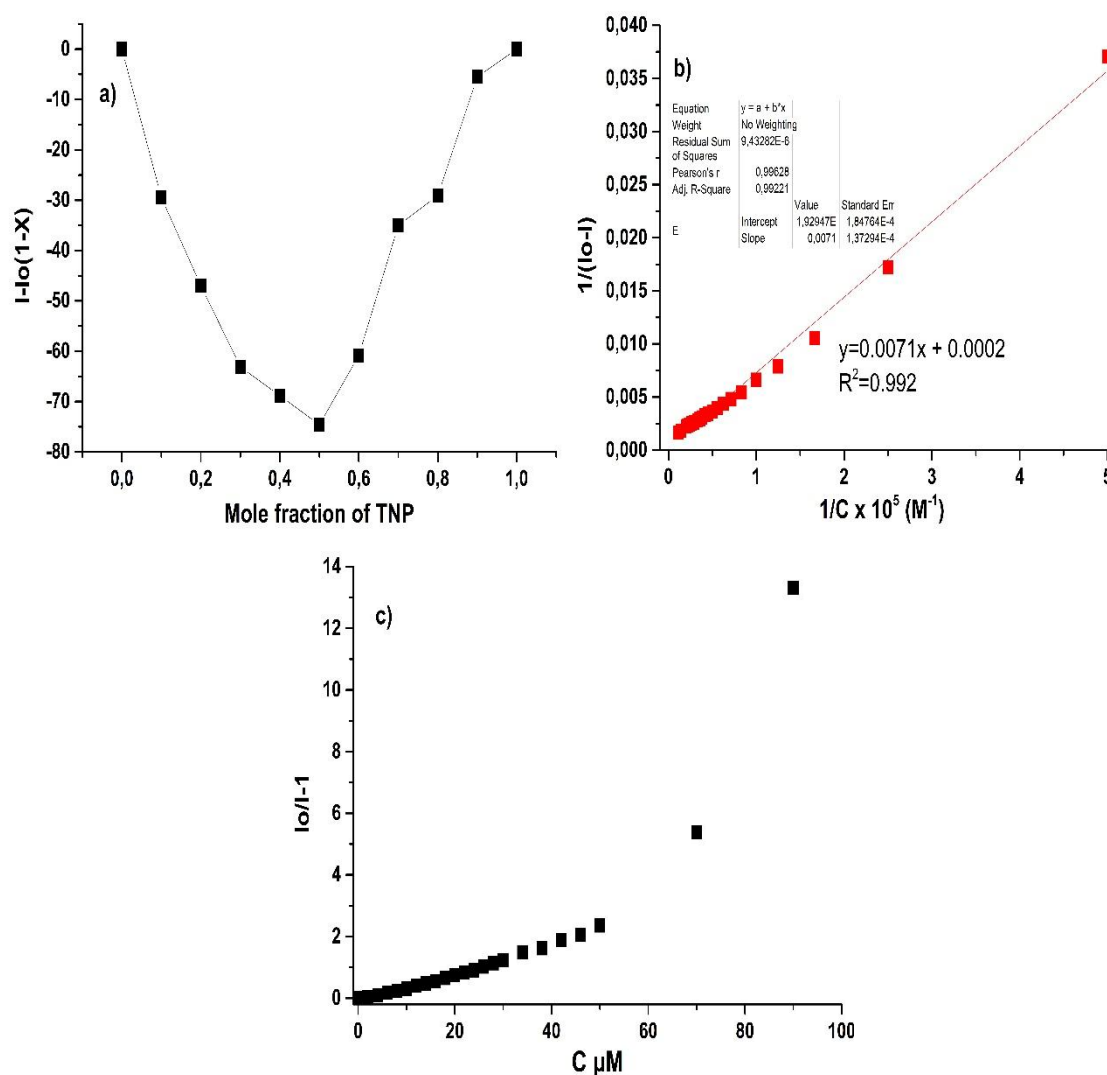 a)
0
-10
-20
-30
-40
-50
-60
-70
-80
I-Io(1-X)
0,0 0,2 0,4 0,6 0,8 1,0
Mole fraction of TNP
b)
0,040
0,035
0,030
0,025
0,020
0,015
0,010
0,005
0,000
1/(Io-I)
Equation y = a + b*x
Weight No Weighting
Residual Sum
of Squares
9,43282E-6
Pearson's r 0,99628
Adj. R-Square 0,99221
Value Standard Err
E
Intercept 1,92947E 1,84764E-4
Slope 0,0071 1,37294E-4
y=0.0071x + 0.0002
R²=0.992
0 1 2 3 4 5
1/C x 10⁵ (M⁻¹)
c)
14
12
10
8
6
4
2
0
Io/I-1
0 20 40 60 80 100
C µM